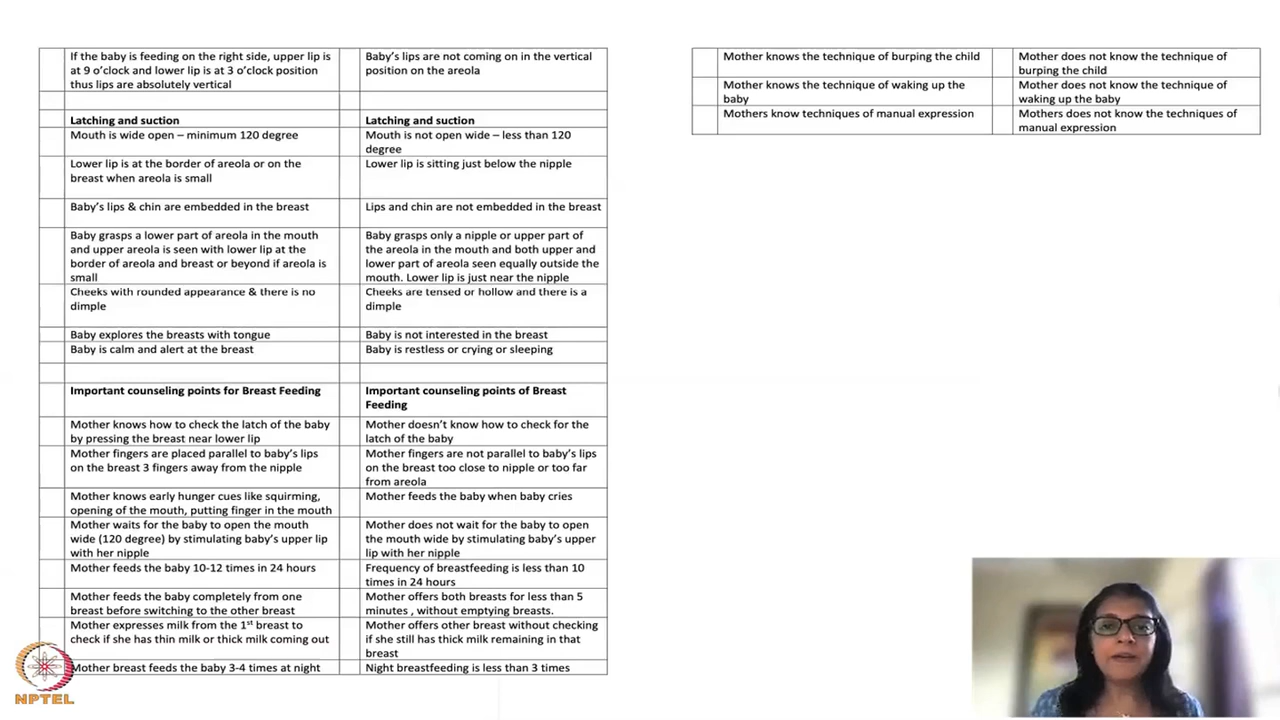 If the baby is feeding on the right side, upper lip is
at 9 o'clock and lower lip is at 3 o'clock position
thus lips are absolutely vertical
Baby's lips are not coming on in the vertical
position on the areola
Latching and suction
Latching and suction
Mouth is wide open – minimum 120 degree
Mouth is not open wide – less than 120
degree
Lower lip is at the border of areola or on the
breast when areola is small
Lower lip is sitting just below the nipple
Baby's lips & chin are embedded in the breast
Lips and chin are not embedded in the breast
Baby grasps a lower part of areola in the mouth
and upper areola is seen with lower lip at the
border of areola and breast or beyond if areola is
small
Baby grasps only a nipple or upper part of
the areola in the mouth and both upper and
lower part of areola seen equally outside the
mouth. Lower lip is just near the nipple
Cheeks with rounded appearance & there is no
dimple
Cheeks are tensed or hollow and there is a
dimple
Baby explores the breasts with tongue
Baby is not interested in the breast
Baby is calm and alert at the breast
Baby is restless or crying or sleeping
Important counseling points for Breast Feeding
Important counseling points of Breast
Feeding
Mother knows how to check the latch of the baby
by pressing the breast near lower lip
Mother doesn't know how to check for the
latch of the baby
Mother fingers are placed parallel to baby's lips
on the breast 3 fingers away from the nipple
Mother fingers are not parallel to baby's lips
on the breast too close to nipple or too far
from areola
Mother knows early hunger cues like squirming,
opening of the mouth, putting finger in the mouth
Mother feeds the baby when baby cries
Mother waits for the baby to open the mouth
wide (120 degree) by stimulating baby's upper lip
with her nipple
Mother does not wait for the baby to open
the mouth wide by stimulating baby's upper
lip with her nipple
Mother feeds the baby 10-12 times in 24 hours
Frequency of breastfeeding is less than 10
times in 24 hours
Mother feeds the baby completely from one
breast before switching to the other breast
Mother offers both breasts for less than 5
minutes , without emptying breasts.
Mother expresses milk from the 1st breast to
check if she has thin milk or thick milk coming out
Mother offers other breast without checking
if she still has thick milk remaining in that
breast
Mother breast feeds the baby 3-4 times at night
Night breastfeeding is less than 3 times
Mother knows the technique of burping the child
Mother does not know the technique of
burping the child
Mother knows the technique of waking up the
baby
Mother does not know the technique of
waking up the baby
Mothers know techniques of manual expression
Mothers does not know the techniques of
manual expression
NPTEL